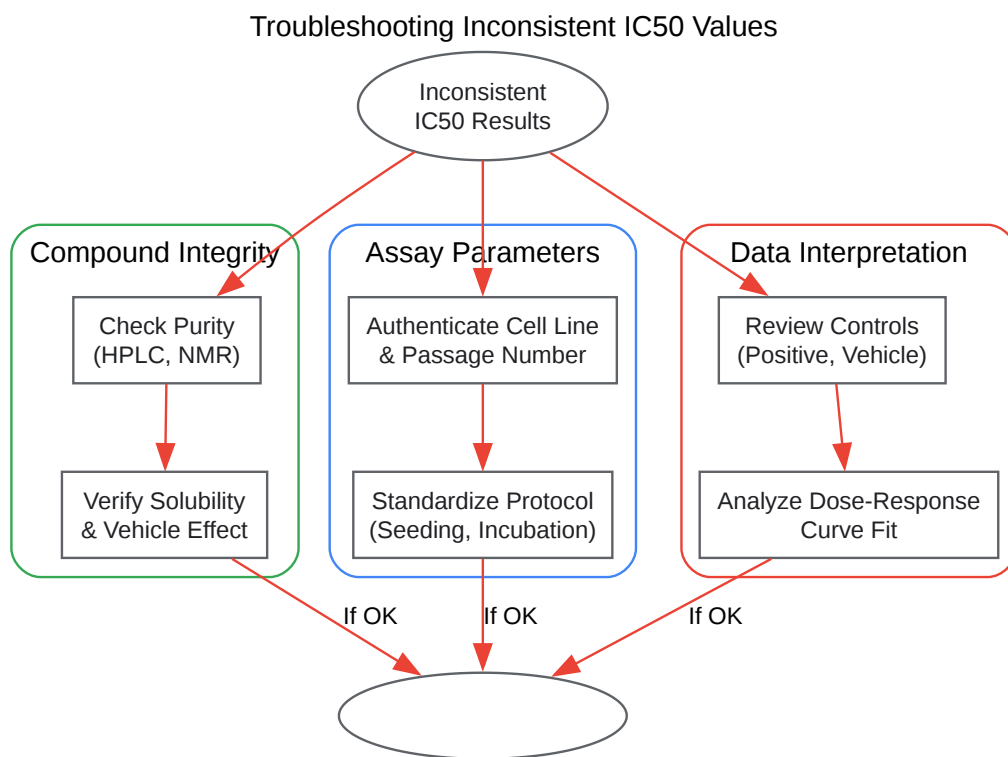 Troubleshooting Inconsistent IC50 Values
Inconsistent
IC50 Results
Compound Integrity
Check Purity
(HPLC, NMR)
Verify Solubility
& Vehicle Effect
Assay Parameters
Authenticate Cell Line
& Passage Number
Standardize Protocol
(Seeding, Incubation)
Data Interpretation
Review Controls
(Positive, Vehicle)
Analyze Dose-Response
Curve Fit
If OK
If OK
If OK